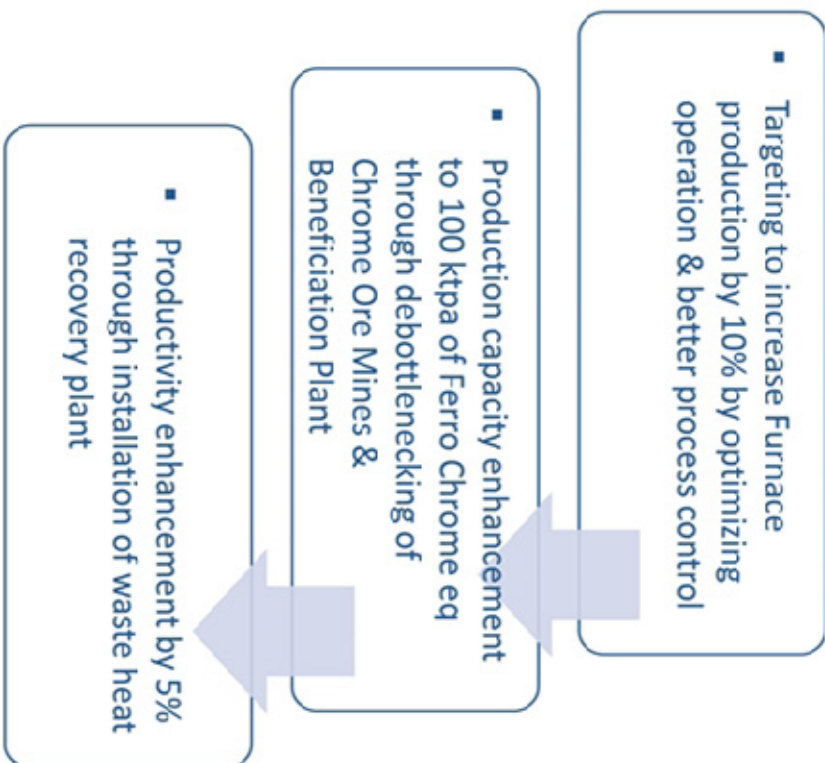 ▪ Targeting to increase Furnace
production by 10% by optimizing
operation & better process control
▪ Production capacity enhancement
to 100 ktpa of Ferro Chrome eq
through debottlenecking of
Chrome Ore Mines &
Beneficiation Plant
▪ Productivity enhancement by 5%
through installation of waste heat
recovery plant